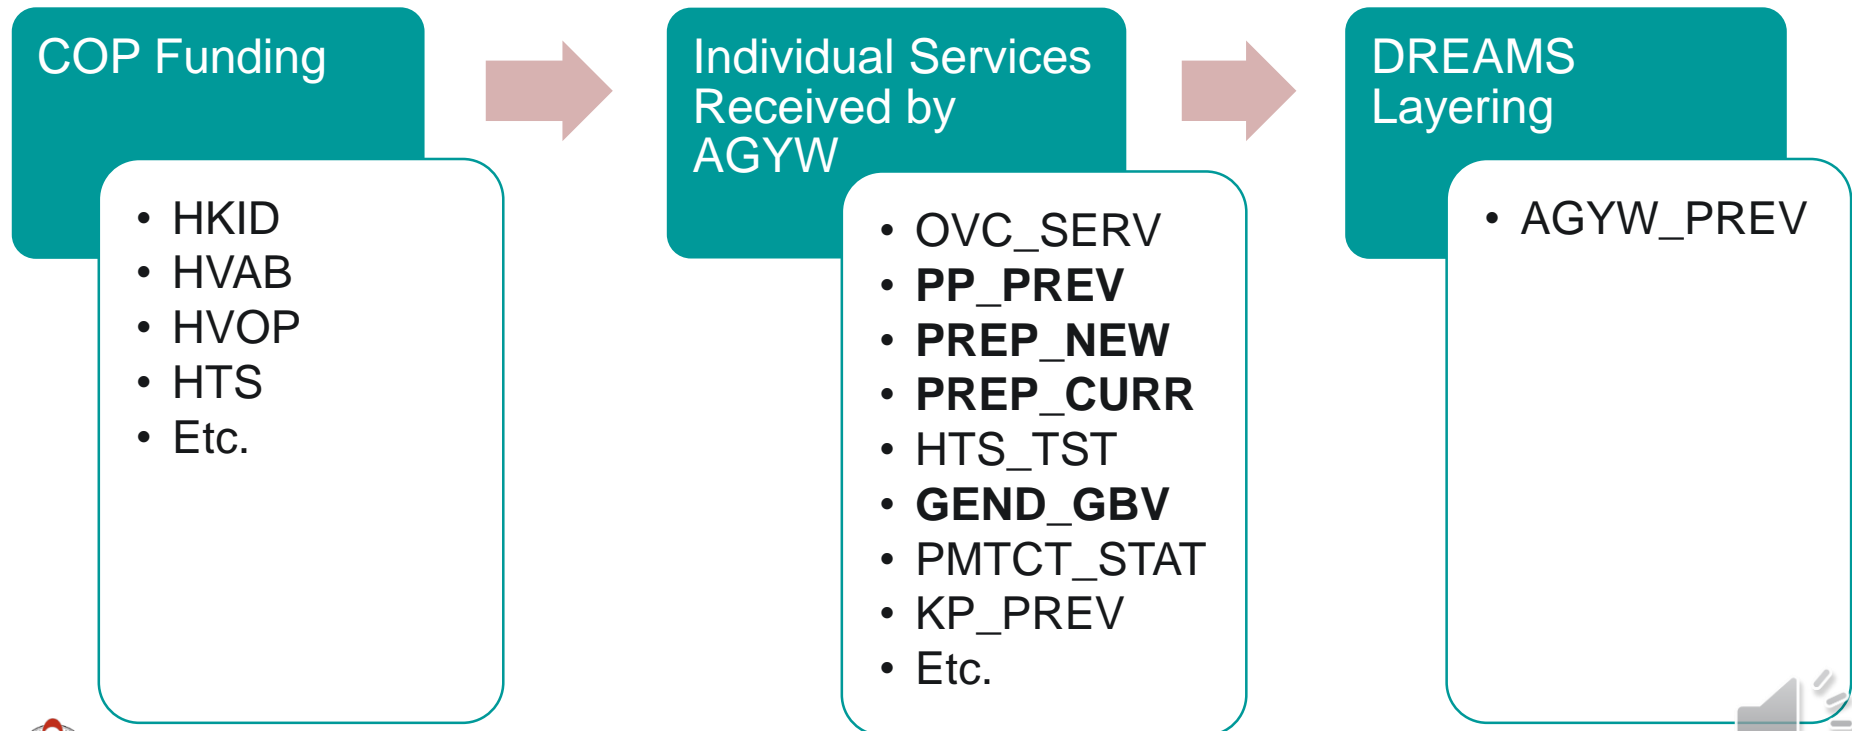 COP Funding
• HKID
• HVAB
• HVOP
• HTS
• Etc.
Individual Services
Received by
AGYW
• OVC_SERV
• PP_PREV
• PREP_NEW
• PREP_CURR
• HTS_TST
• GEND_GBV
• PMTCT_STAT
• KP_PREV
• Etc.
DREAMS
Layering
• AGYW_PREV